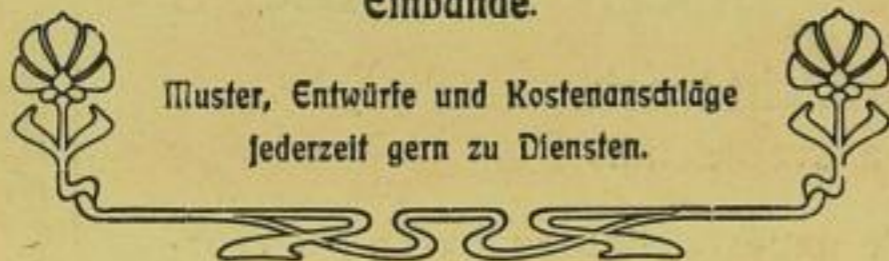 Einbände.
Muster, Entwürfe und Kostenanschläge
jederzeit gern zu Diensten.